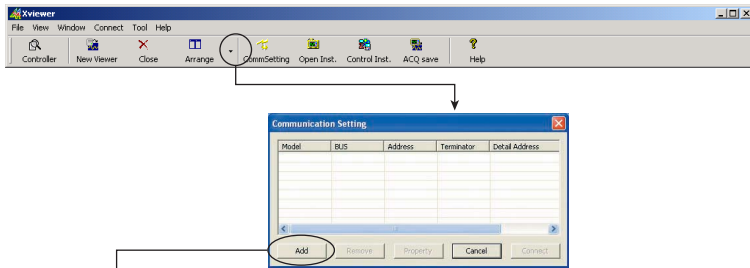 Xviewer
File View Window Connect Tool Help
Controller New Viewer Close Arrange CommSetting Open Inst. Control Inst. ACQ save Help
Communication Setting
Model BUS Address Terminator Detail Address
Add Remove Property Cancel Connect